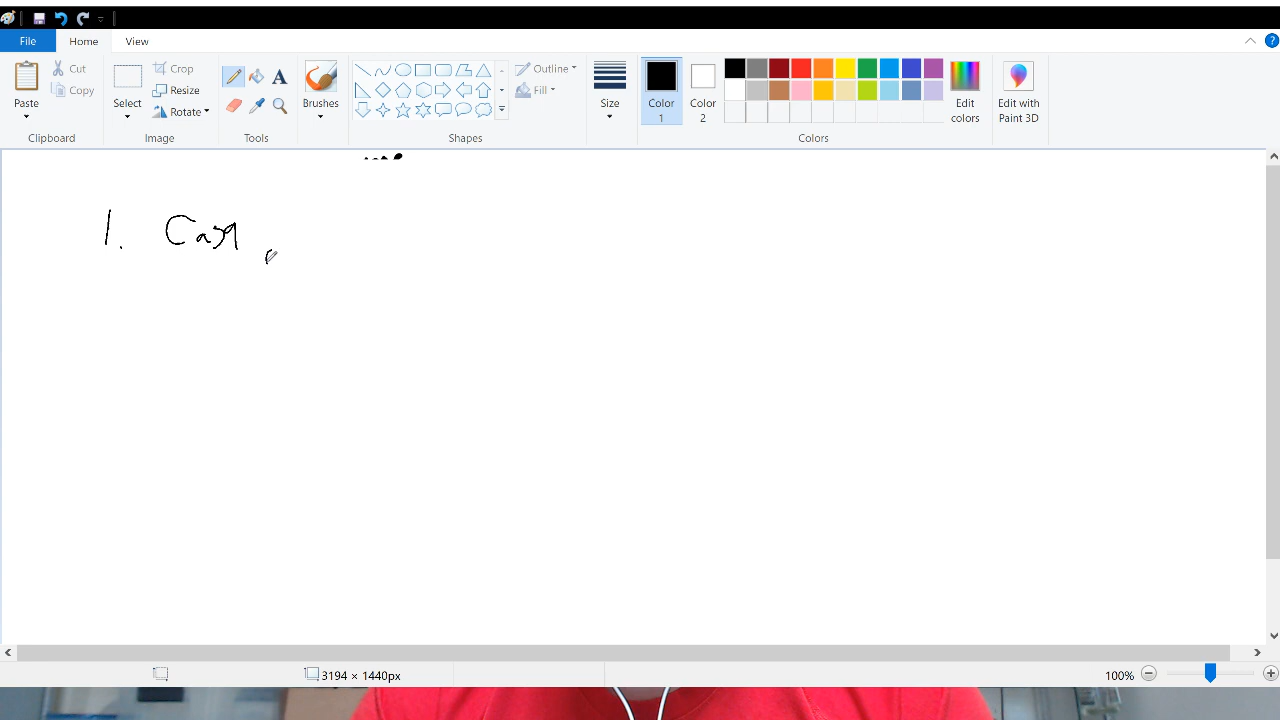 File Home View
Cut
Copy
Paste
Crop
Resize
Rotate
Select
Brushes
Outline
Fill
Size
Color 1
Color 2
Edit colors
Edit with Paint 3D
Clipboard Image Tools Shapes Colors
1.
3194 × 1440px 100%